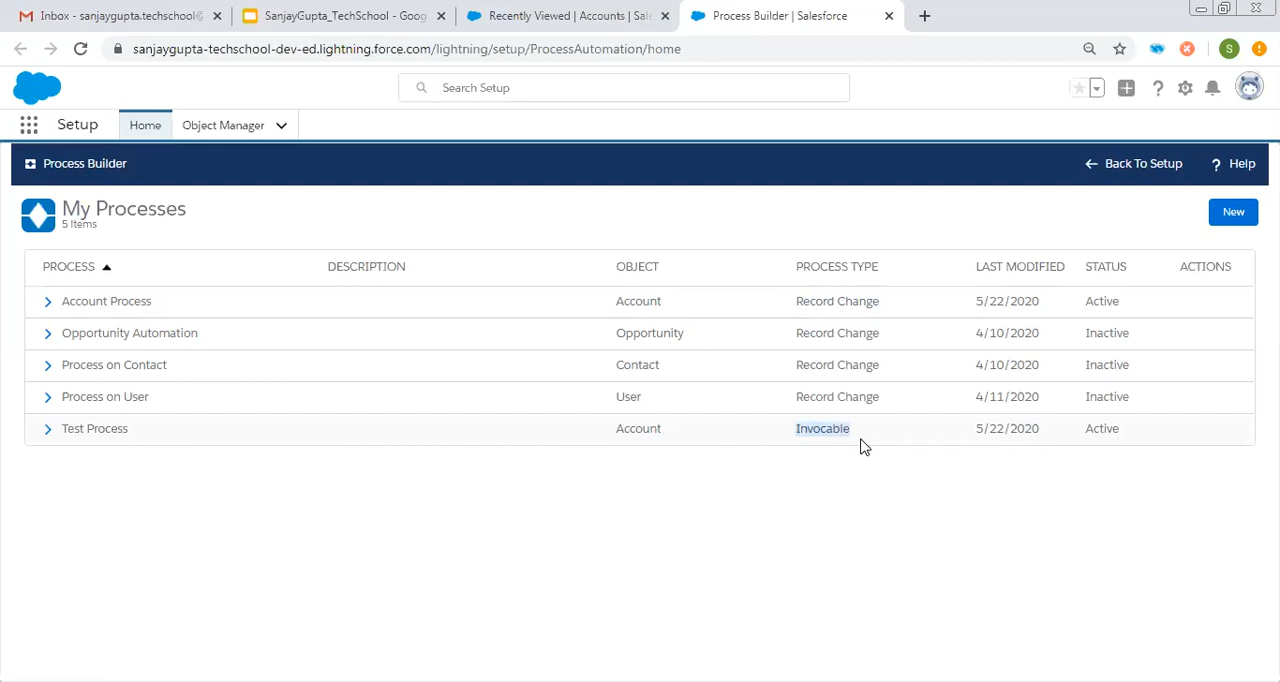 Inbox - sanjaygupta.techschool@
SanjayGupta_TechSchool - Goog
Recently Viewed | Accounts | Sal
Process Builder | Salesforce
sanjaygupta-techschool-dev-ed.lightning.force.com/lightning/setup/ProcessAutomation/home
S
Search Setup
Setup
Home
Object Manager
Process Builder
Back To Setup
? Help
My Processes
5 Items
New
PROCESS DESCRIPTION OBJECT PROCESS TYPE LAST MODIFIED STATUS ACTIONS
Account Process Account Record Change 5/22/2020 Active
Opportunity Automation Opportunity Record Change 4/10/2020 Inactive
Process on Contact Contact Record Change 4/10/2020 Inactive
Process on User User Record Change 4/11/2020 Inactive
Test Process Account Invocable 5/22/2020 Active